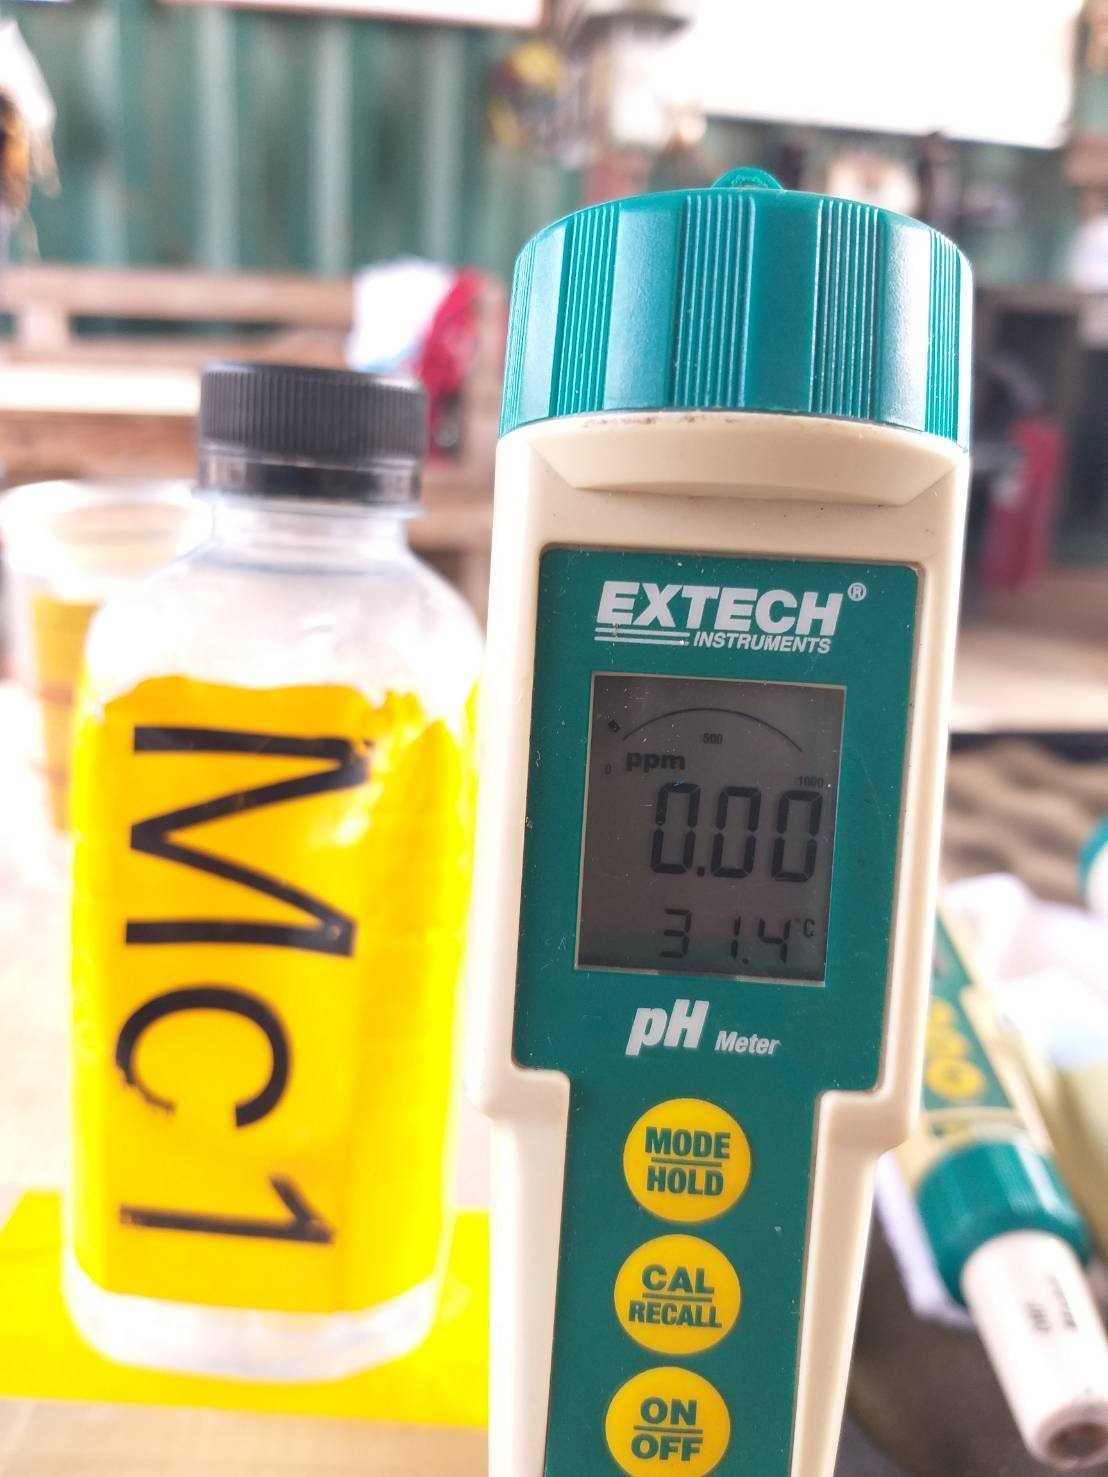 Mc1
EXTECH®
INSTRUMENTS
500
0
ppm
1000
0.00
31.4°C
pH Meter
MODE
HOLD
CAL
RECALL
ON
OFF